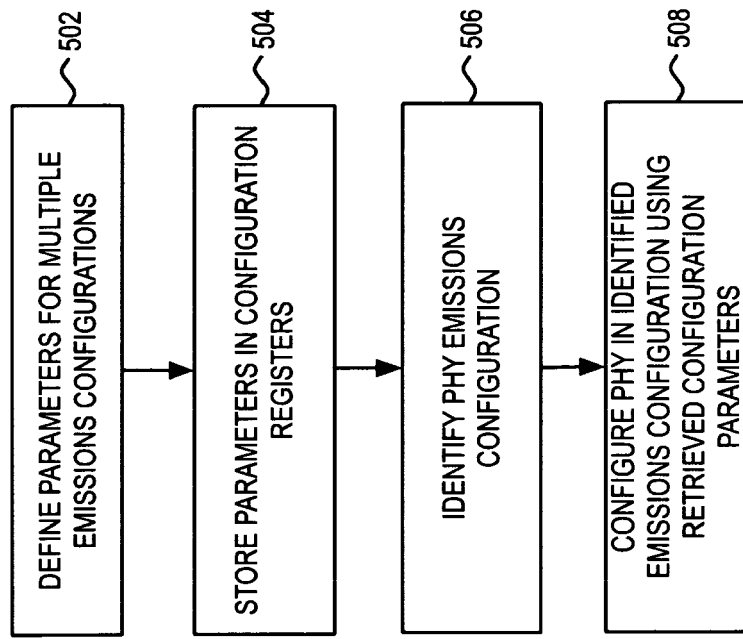 DEFINE PARAMETERS FOR MULTIPLE
EMISSIONS CONFIGURATIONS
502
STORE PARAMETERS IN CONFIGURATION
REGISTERS
504
IDENTIFY PHY EMISSIONS
CONFIGURATION
506
CONFIGURE PHY IN IDENTIFIED
EMISSIONS CONFIGURATION USING
RETRIEVED CONFIGURATION
PARAMETERS
508